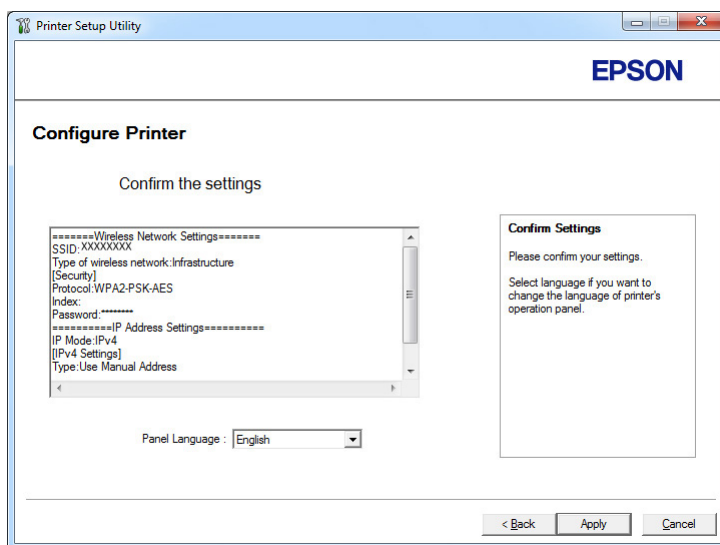 Printer Setup Utility
EPSON
Configure Printer
Confirm the settings
=======Wireless Network Settings=======
SSID:XXXXXXXX
Type of wireless network:Infrastructure
[Security]
Protocol:WPA2-PSK-AES
Index:
Password:********
==========IP Address Settings==========
IP Mode:IPv4
[IPv4 Settings]
Type:Use Manual Address
Panel Language : English
Confirm Settings
Please confirm your settings.
Select language if you want to
change the language of printer's
operation panel.
< Back Apply Cancel